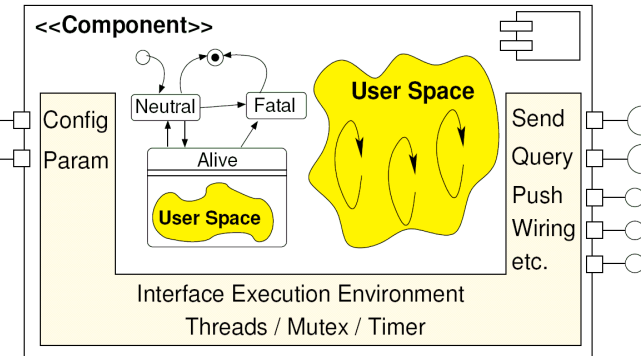 <<Component>>
Config
Param
Neutral
Fatal
Alive
User Space
User Space
Send
Query
Push
Wiring
etc.
Interface Execution Environment
Threads / Mutex / Timer